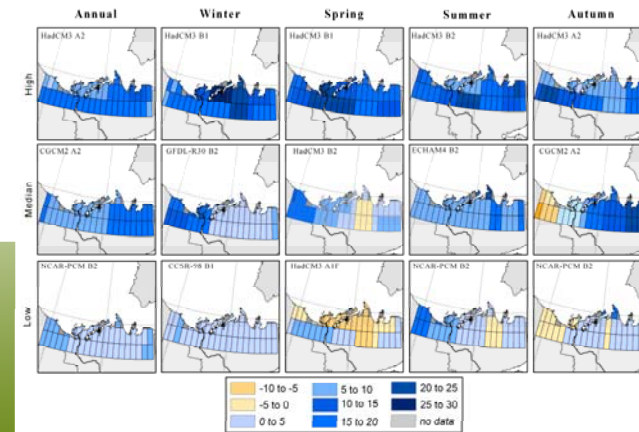 Annual Winter Spring Summer Autumn
High
HadCM3 A2 HadCM3 B1 HadCM3 B1 HadCM3 B2 HadCM3 A2
Median
CGCM2 A2 GFDL-R30 B2 HadCM3 B2 ECHAM4 B2 CGCM2 A2
Low
NCAR-PCM B2 CCSR-98 B1 HadCM3 A1F NCAR-PCM B2 NCAR-PCM B2
-10 to -5 5 to 10 20 to 25
-5 to 0 10 to 15 25 to 30
0 to 5 15 to 20 no data